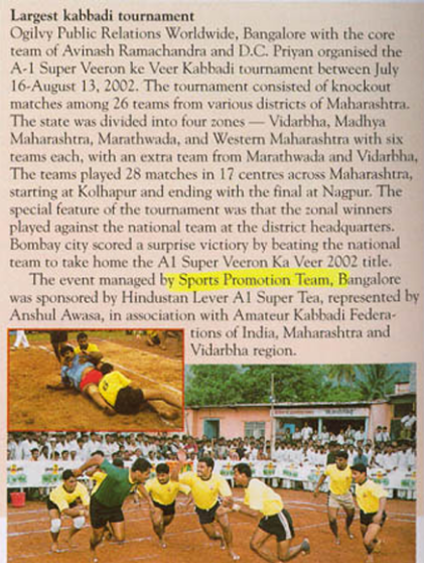 Largest kabbadi tournament
Ogilvy Public Relations Worldwide, Bangalore with the core
team of Avinash Ramachandra and D.C. Priyan organised the
A-1 Super Veeron ke Veer Kabbadi tournament between July
16-August 13, 2002. The tournament consisted of knockout
matches among 26 teams from various districts of Maharashtra.
The state was divided into four zones — Vidarbha, Madhya
Maharashtra, Marathwada, and Western Maharashtra with six
teams each, with an extra team from Marathwada and Vidarbha,
The teams played 28 matches in 17 centres across Maharashtra,
starting at Kolhapur and ending with the final at Nagpur. The
special feature of the tournament was that the zonal winners
played against the national team at the district headquarters.
Bombay city scored a surprise victiory by beating the national
team to take home the A1 Super Veeron Ka Veer 2002 title.
The event managed by Sports Promotion Team, Bangalore
was sponsored by Hindustan Lever A1 Super Tea, represented by
Anshul Awasa, in association with Amateur Kabbadi Federa-
tions of India, Maharashtra and
Vidarbha region.